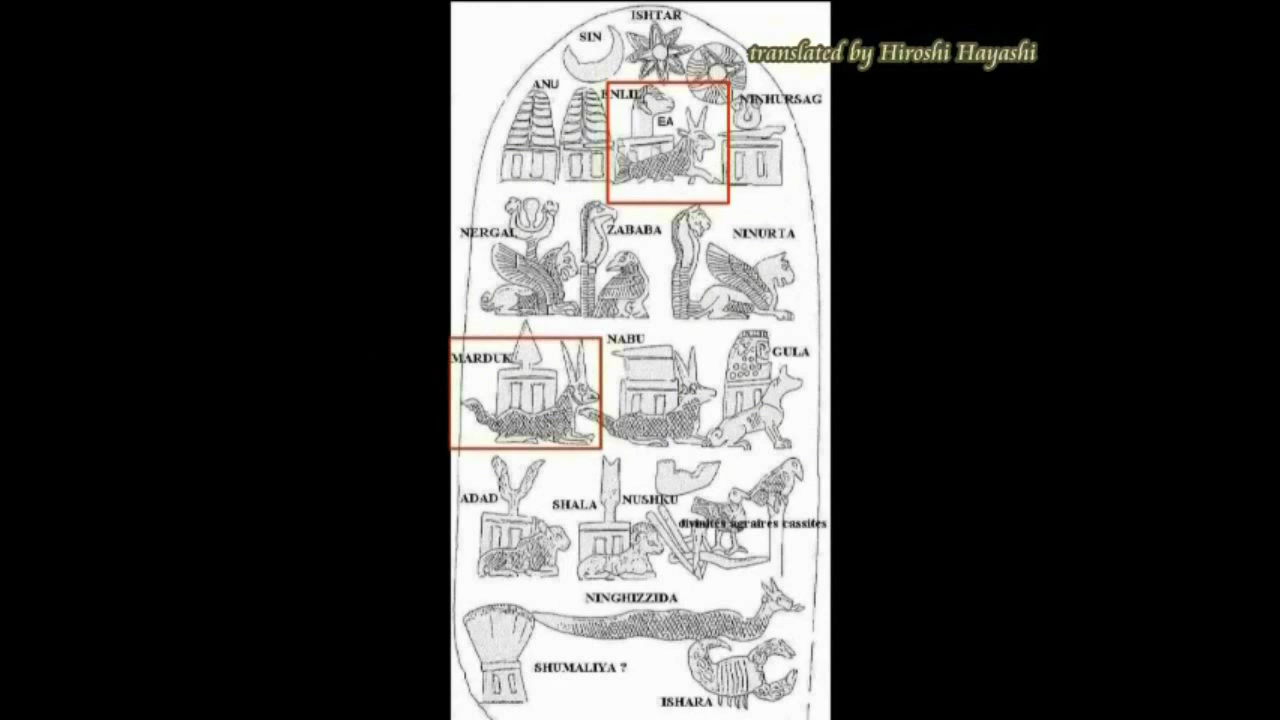 ISHTAR
SIN
translated by Hiroshi Hayashi
ANU
ENLIL
NINHURSAG
EA
NERGAL
ZABABA
NINURTA
MARDUK
NABU
GULA
ADAD
SHALA
NUSHKU
divinités agraires cassites
NINGHIZZIDA
SHUMALIYA ?
ISHARA